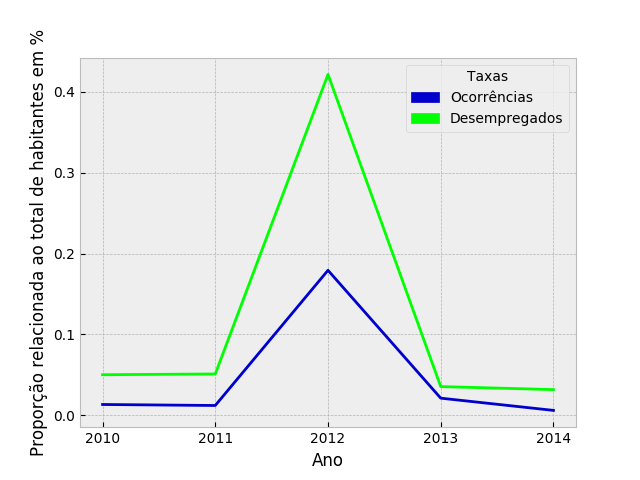 Proporção relacionada ao total de habitantes em %
0.4
0.3
0.2
0.1
0.0
Taxas
Ocorrências
Desempregados
2010 2011 2012 2013 2014
Ano